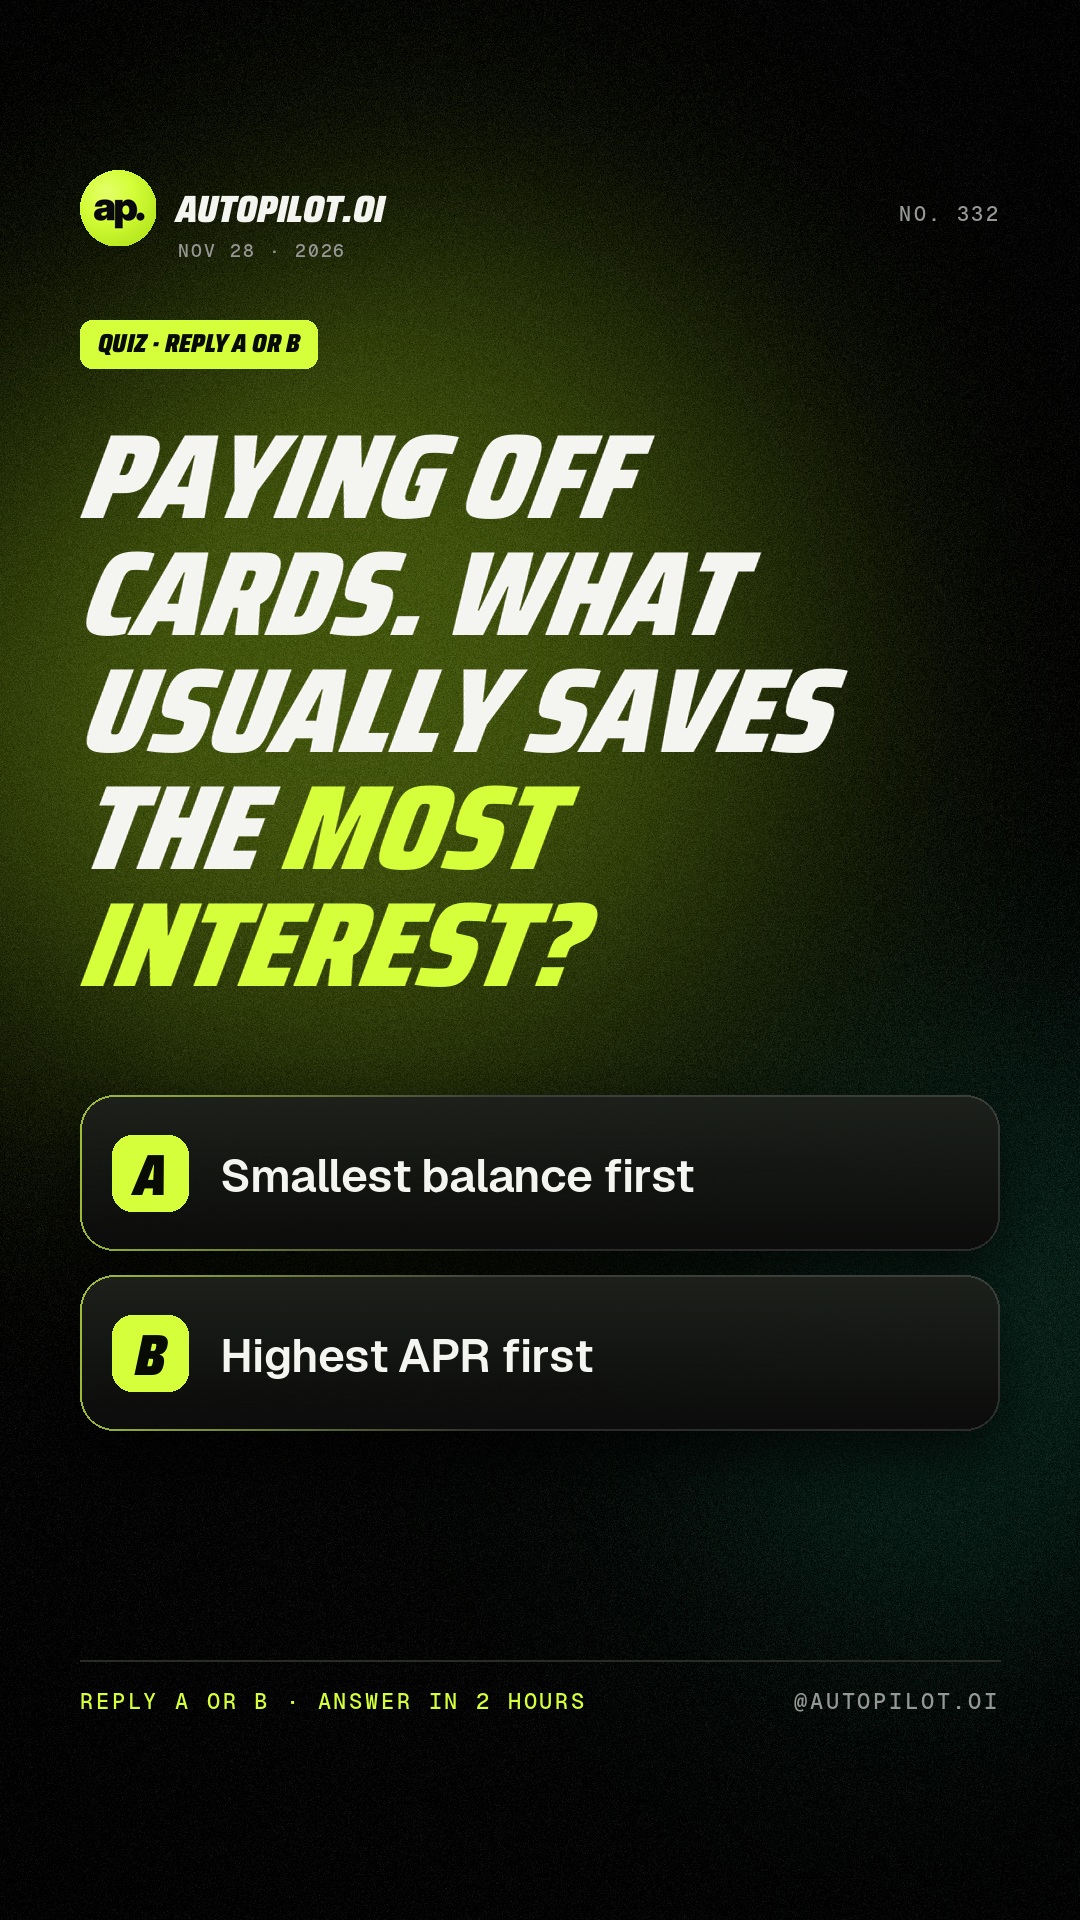 ap.
AUTOPILOT.OI
NO. 332
NOV 28 · 2026
QUIZ · REPLY A OR B
PAYING OFF
CARDS. WHAT
USUALLY SAVES
THE MOST
INTEREST?
A Smallest balance first
B Highest APR first
REPLY A OR B · ANSWER IN 2 HOURS
@AUTOPILOT.OI